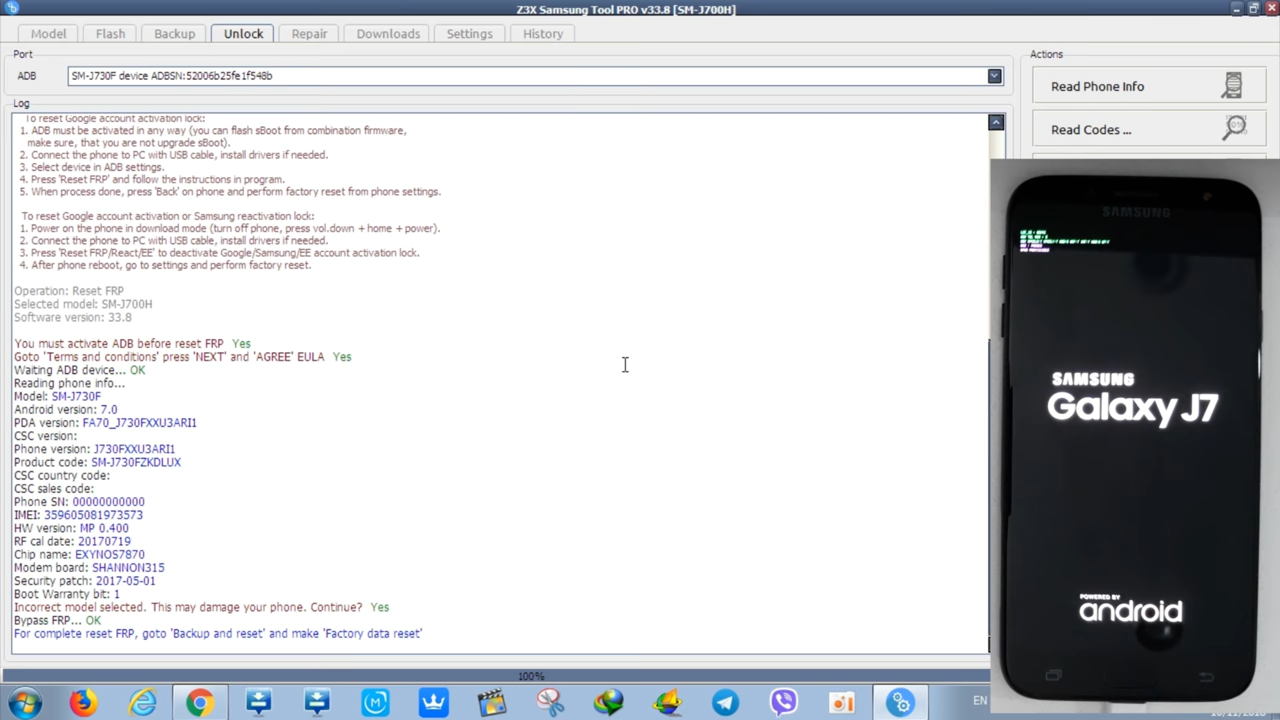 Z3X Samsung Tool PRO v33.8 [SM-J700H]
Model
Flash
Backup
Unlock
Repair
Downloads
Settings
History
Port
ADB
SM-J730F device ADBSN:52006b25fe1f548b
Actions
Read Phone Info
Read Codes ...
Log
To reset Google account activation lock:
1. ADB must be activated in any way (you can flash sBoot from combination firmware,
make sure, that you are not upgrade sBoot).
2. Connect the phone to PC with USB cable, install drivers if needed.
3. Select device in ADB settings.
4. Press 'Reset FRP' and follow the instructions in program.
5. When process done, press 'Back' on phone and perform factory reset from phone settings.
To reset Google account activation or Samsung reactivation lock:
1. Power on the phone in download mode (turn off phone, press vol.down + home + power).
2. Connect the phone to PC with USB cable, install drivers if needed.
3. Press 'Reset FRP/React/EE' to deactivate Google/Samsung/EE account activation lock.
4. After phone reboot, go to settings and perform factory reset.
Operation: Reset FRP
Selected model: SM-J700H
Software version: 33.8
You must activate ADB before reset FRP Yes
Goto 'Terms and conditions' press 'NEXT' and 'AGREE' EULA Yes
Waiting ADB device... OK
Reading phone info...
Model: SM-J730F
Android version: 7.0
PDA version: FA70_J730FXXU3ARI1
CSC version:
Phone version: J730FXXU3ARI1
Product code: SM-J730FZKDLUX
CSC country code:
CSC sales code:
Phone SN: 00000000000
IMEI: 359605081973573
HW version: MP 0.400
RF cal date: 20170719
Chip name: EXYNOS7870
Modem board: SHANNON315
Security patch: 2017-05-01
Boot Warranty bit: 1
Incorrect model selected. This may damage your phone. Continue? Yes
Bypass FRP... OK
For complete reset FRP, goto 'Backup and reset' and make 'Factory data reset'
100%
EN
SAMSUNG
SAMSUNG
Galaxy J7
POWERED BY
android